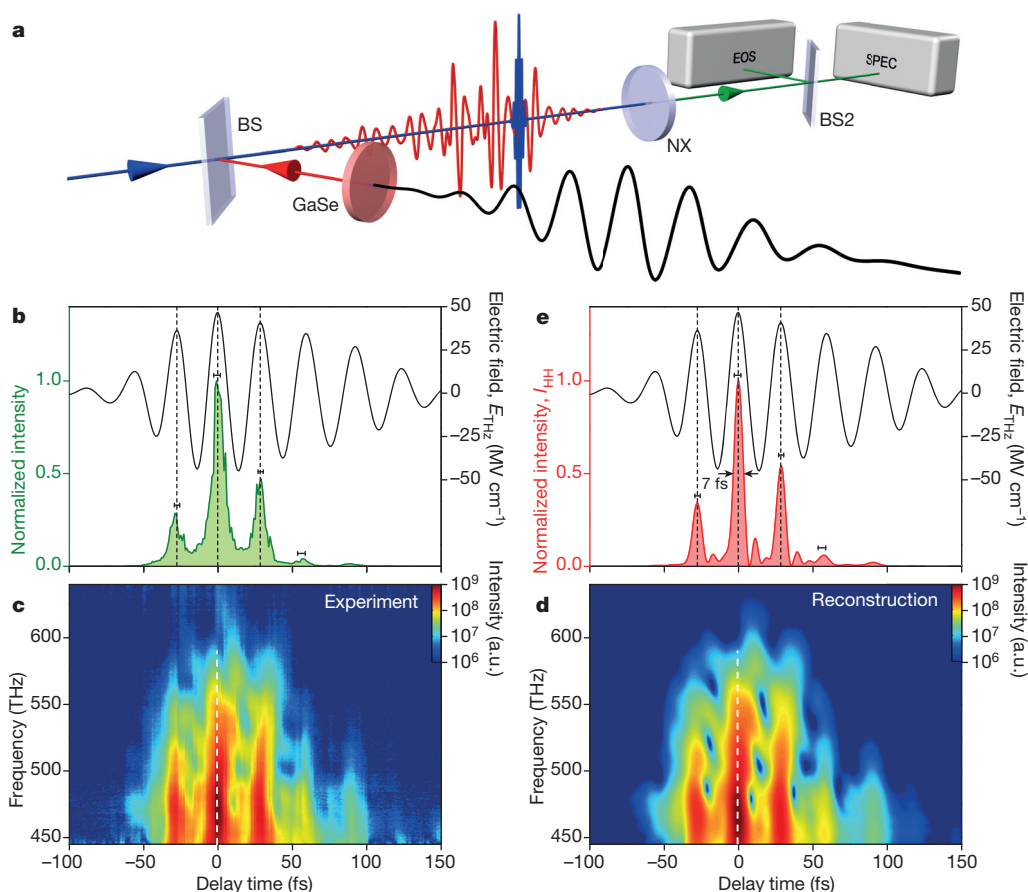 a
BS
GaSe
EOS
SPEC
BS2
NX
b
Normalized intensity
1.0
0.5
0.0
50
25
0
−25
−50
Electric field, E_THz (MV cm⁻¹)
e
Normalized intensity, I_HH
1.0
0.5
0.0
7 fs
50
25
0
−25
−50
Electric field, E_THz (MV cm⁻¹)
c
Experiment
Frequency (THz)
600
550
500
450
−100
−50
0
50
100
150
Delay time (fs)
Intensity (a.u.)
10⁹
10⁸
10⁷
10⁶
d
Reconstruction
Frequency (THz)
600
550
500
450
−100
−50
0
50
100
150
Delay time (fs)
Intensity (a.u.)
10⁹
10⁸
10⁷
10⁶